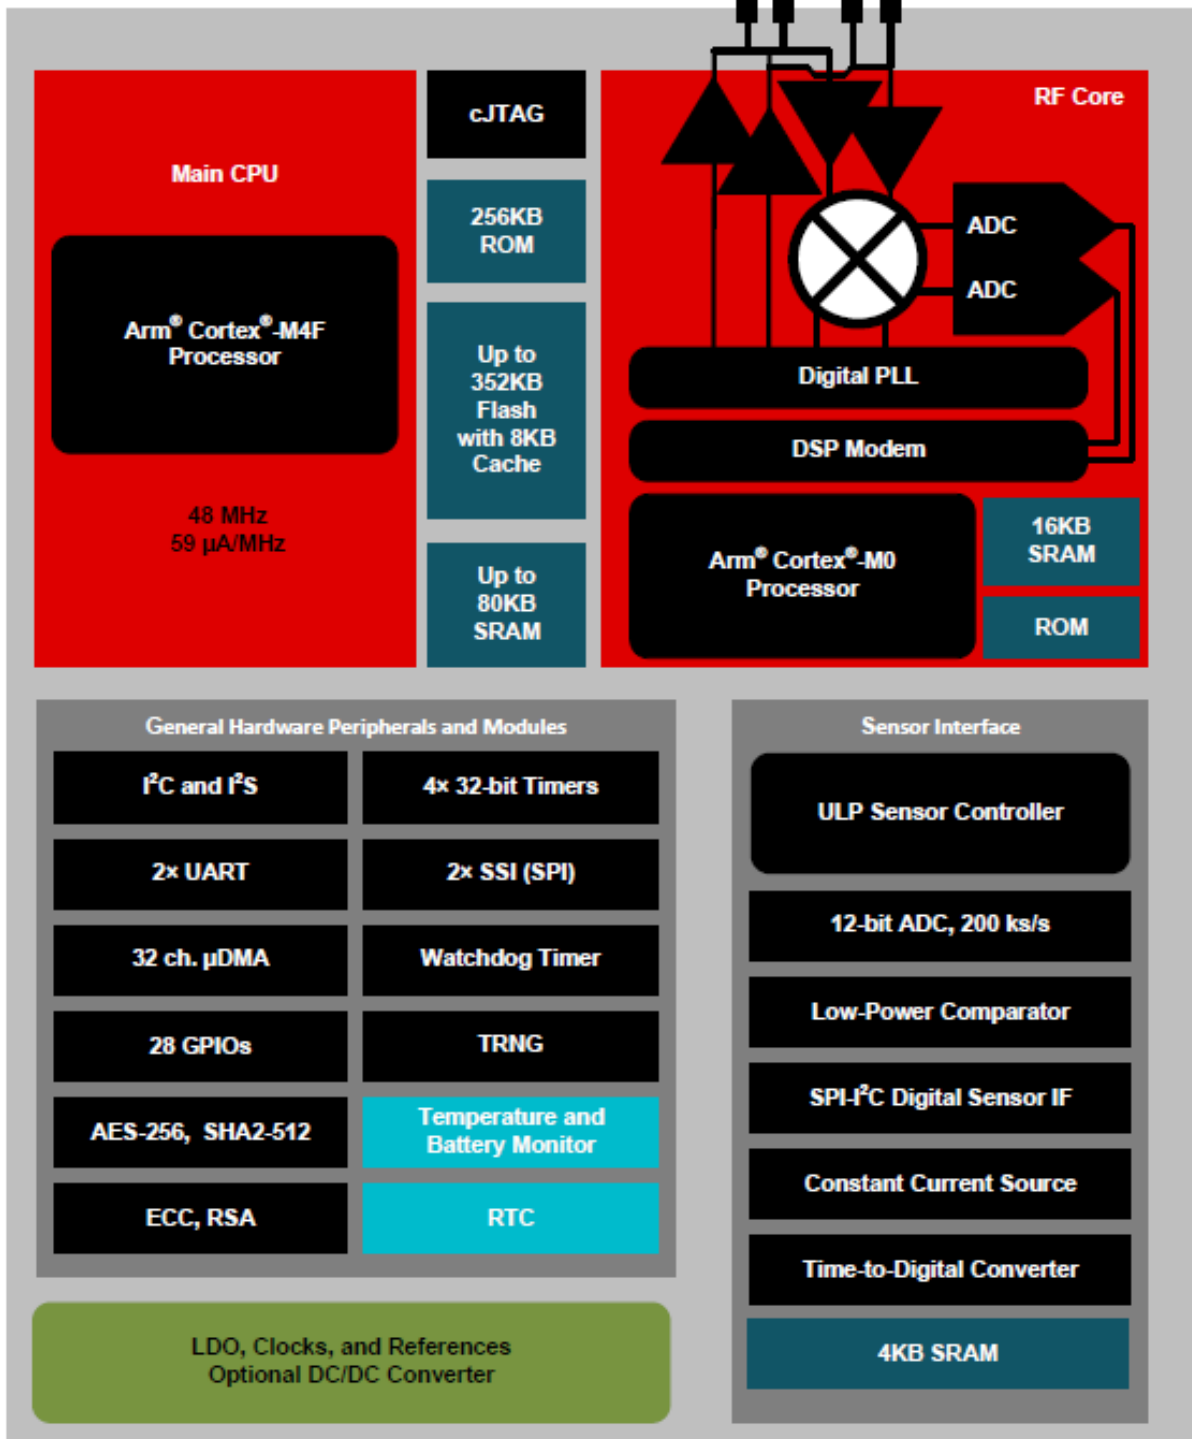 Main CPU
Arm® Cortex®-M4F
Processor
48 MHz
59 µA/MHz
cJTAG
256KB
ROM
Up to
352KB
Flash
with 8KB
Cache
Up to
80KB
SRAM
RF Core
ADC
ADC
Digital PLL
DSP Modem
Arm® Cortex®-M0
Processor
16KB
SRAM
ROM
General Hardware Peripherals and Modules
I²C and I²S
4× 32-bit Timers
2× UART
2× SSI (SPI)
32 ch. µDMA
Watchdog Timer
28 GPIOs
TRNG
AES-256, SHA2-512
Temperature and
Battery Monitor
ECC, RSA
RTC
LDO, Clocks, and References
Optional DC/DC Converter
Sensor Interface
ULP Sensor Controller
12-bit ADC, 200 ks/s
Low-Power Comparator
SPI-I²C Digital Sensor IF
Constant Current Source
Time-to-Digital Converter
4KB SRAM